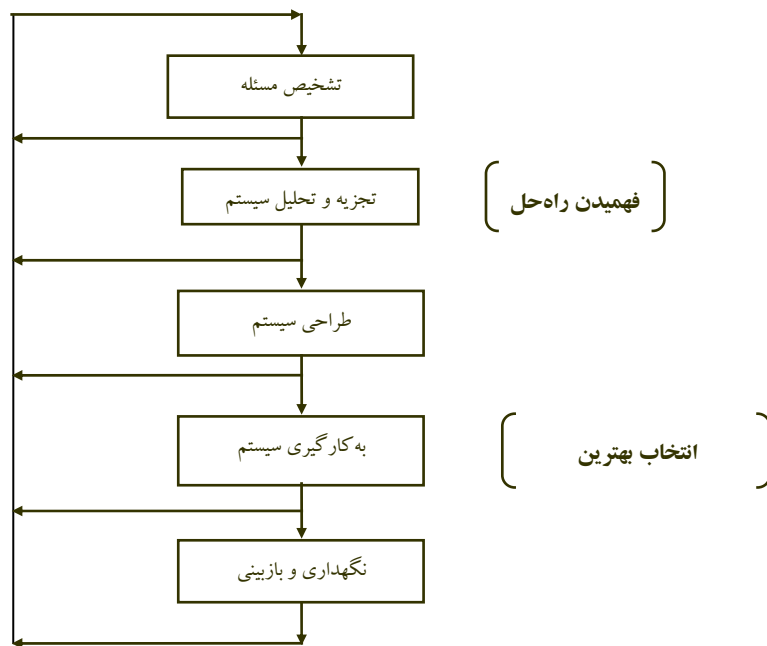 تشخیص مسئله
تجزیه و تحلیل سیستم
فهمیدن راه‌حل
طراحی سیستم
به‌کارگیری سیستم
انتخاب بهترین
نگهداری و بازبینی